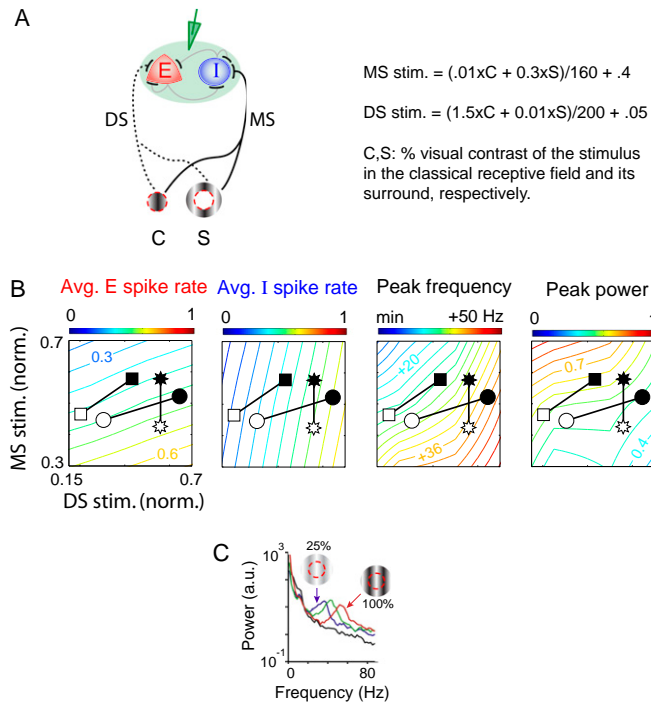 A
E
I
DS
MS
C
S
MS stim. = (.01xC + 0.3xS)/160 + .4
DS stim. = (1.5xC + 0.01xS)/200 + .05
C,S: % visual contrast of the stimulus
in the classical receptive field and its
surround, respectively.
B
Avg. E spike rate
Avg. I spike rate
Peak frequency
Peak power
0
1
0
1
min
+50 Hz
0
1
0.7
0.3
0.6
0.3
0.15
0.7
MS stim. (norm.)
DS stim. (norm.)
+20
+36
0.7
0.4
C
10³
10⁻¹
Power (a.u.)
25%
100%
0
40
80
Frequency (Hz)